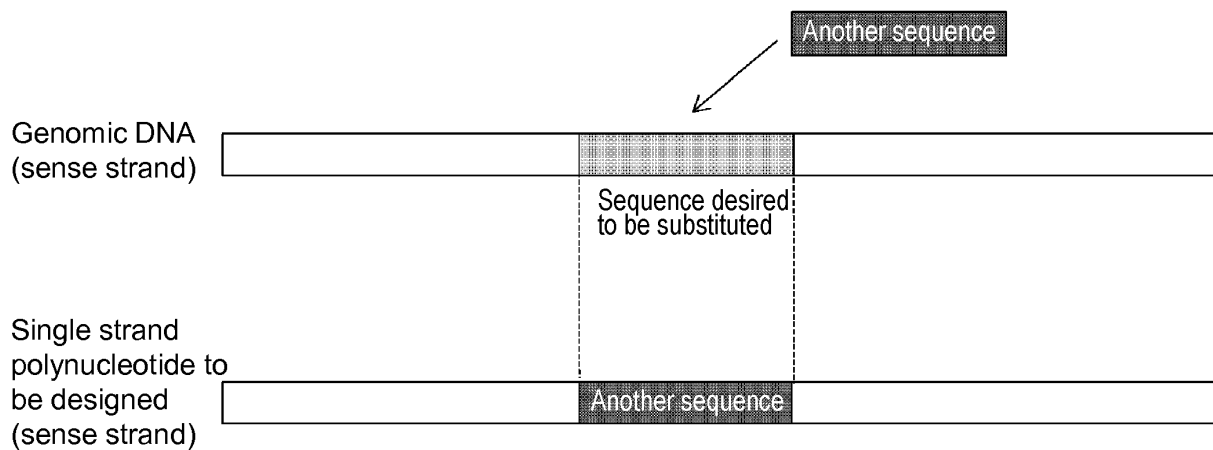 Another sequence
Genomic DNA
(sense strand)
Sequence desired
to be substituted
Single strand
polynucleotide to
be designed
(sense strand)
Another sequence